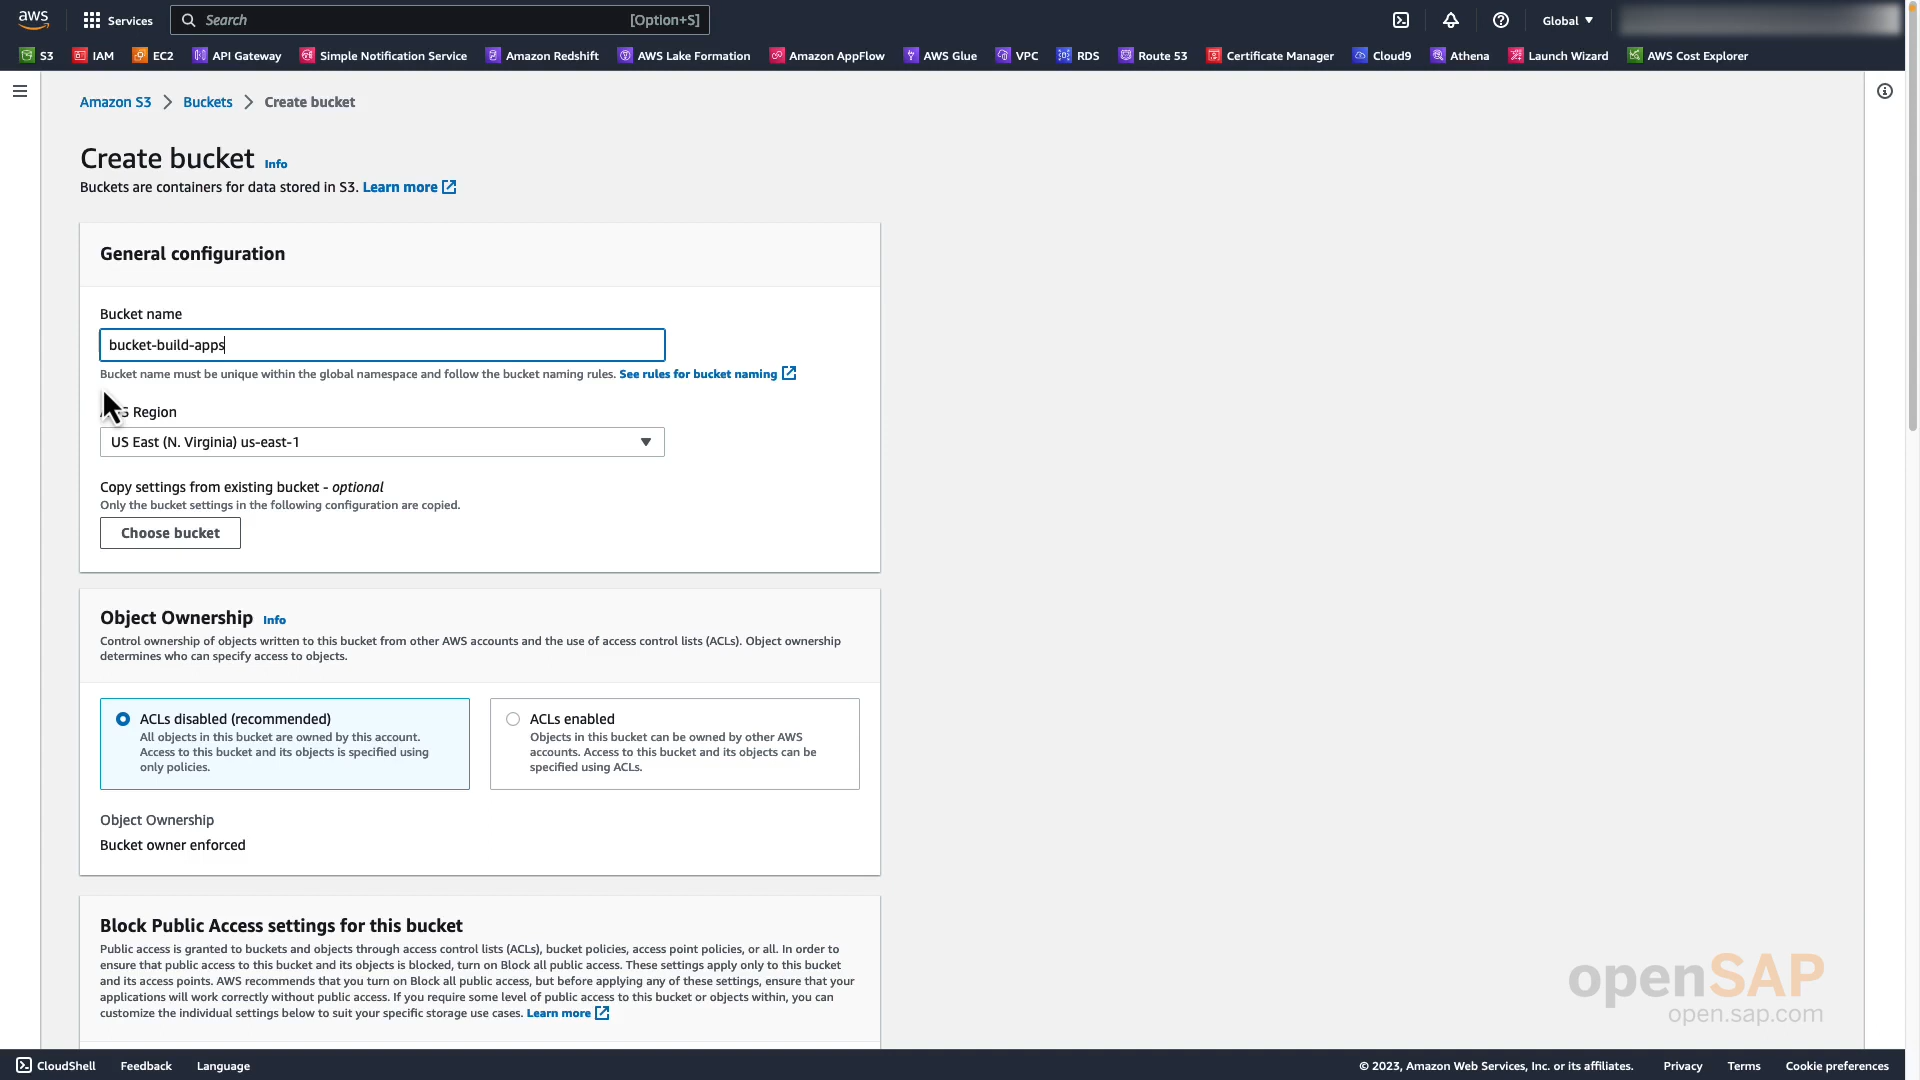 aws
Services
Search
[Option+S]
Global
S3
IAM
EC2
API Gateway
Simple Notification Service
Amazon Redshift
AWS Lake Formation
Amazon AppFlow
AWS Glue
VPC
RDS
Route 53
Certificate Manager
Cloud9
Athena
Launch Wizard
AWS Cost Explorer
Amazon S3 > Buckets > Create bucket
Create bucket Info
Buckets are containers for data stored in S3. Learn more
General configuration
Bucket name
bucket-build-apps
Bucket name must be unique within the global namespace and follow the bucket naming rules. See rules for bucket naming
Region
US East (N. Virginia) us-east-1
Copy settings from existing bucket - optional
Only the bucket settings in the following configuration are copied.
Choose bucket
Object Ownership Info
Control ownership of objects written to this bucket from other AWS accounts and the use of access control lists (ACLs). Object ownership
determines who can specify access to objects.
ACLs disabled (recommended)
All objects in this bucket are owned by this account.
Access to this bucket and its objects is specified using
only policies.
ACLs enabled
Objects in this bucket can be owned by other AWS
accounts. Access to this bucket and its objects can be
specified using ACLs.
Object Ownership
Bucket owner enforced
Block Public Access settings for this bucket
Public access is granted to buckets and objects through access control lists (ACLs), bucket policies, access point policies, or all. In order to
ensure that public access to this bucket and its objects is blocked, turn on Block all public access. These settings apply only to this bucket
and its access points. AWS recommends that you turn on Block all public access, but before applying any of these settings, ensure that your
applications will work correctly without public access. If you require some level of public access to this bucket or objects within, you can
customize the individual settings below to suit your specific storage use cases. Learn more
openSAP
open.sap.com
CloudShell
Feedback
Language
© 2023, Amazon Web Services, Inc. or its affiliates.
Privacy
Terms
Cookie preferences